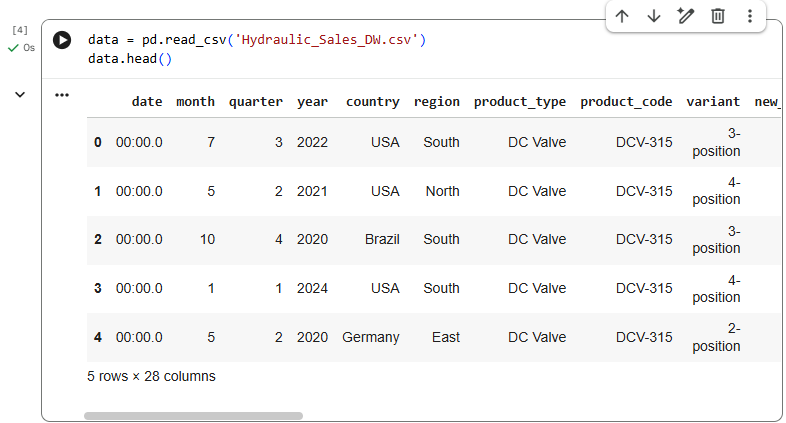 [4]
0s
data = pd.read_csv('Hydraulic_Sales_DW.csv')
data.head()
date month quarter year country region product_type product_code variant new_
0 00:00.0 7 3 2022 USA South DC Valve DCV-315 3-position
1 00:00.0 5 2 2021 USA North DC Valve DCV-315 4-position
2 00:00.0 10 4 2020 Brazil South DC Valve DCV-315 3-position
3 00:00.0 1 1 2024 USA South DC Valve DCV-315 4-position
4 00:00.0 5 2 2020 Germany East DC Valve DCV-315 2-position
5 rows × 28 columns